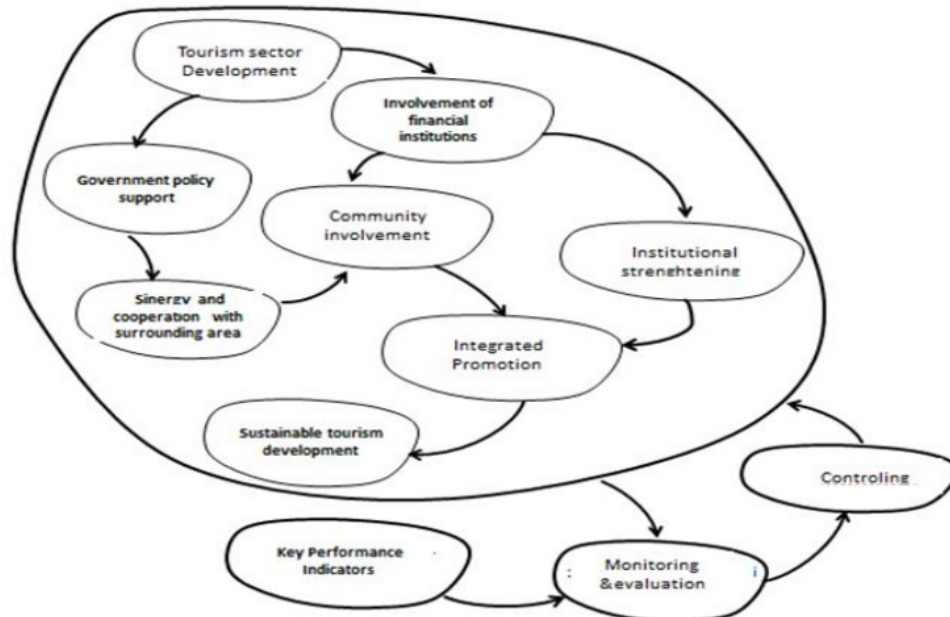 Tourism sector
Development
Involvement of
financial
institutions
Government policy
support
Community
involvement
Institutional
strenghtening
Sinergy and
cooperation with
surrounding area
Integrated
Promotion
Sustainable tourism
development
Controling
Key Performance
Indicators
Monitoring
&evaluation